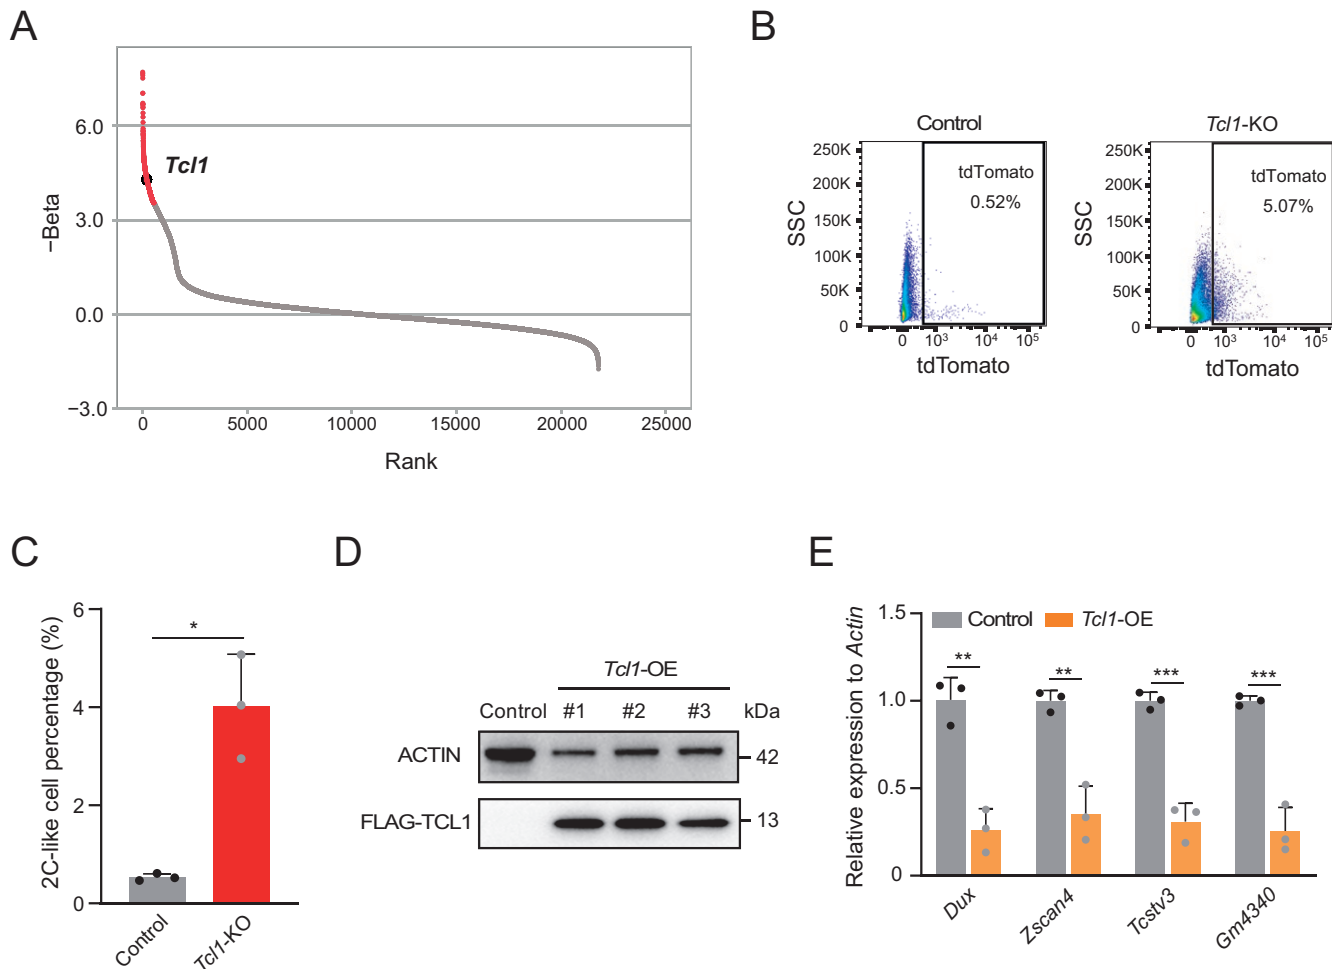 A
−Beta
6.0
3.0
0.0
−3.0
Tcl1
0
5000
10000
15000
20000
25000
Rank
B
Control
SSC
250K
200K
150K
100K
50K
0
tdTomato
0.52%
0 10³ 10⁴ 10⁵
tdTomato
Tcl1-KO
SSC
250K
200K
150K
100K
50K
0
tdTomato
5.07%
0 10³ 10⁴ 10⁵
tdTomato
C
2C-like cell percentage (%)
6
4
2
0
*
Control
Tcl1-KO
D
Tcl1-OE
Control #1 #2 #3 kDa
ACTIN 42
FLAG-TCL1 13
E
Relative expression to Actin
1.5
1.0
0.5
0
Control Tcl1-OE
** ** *** ***
Dux
Zscan4
Tcstv3
Gm4340